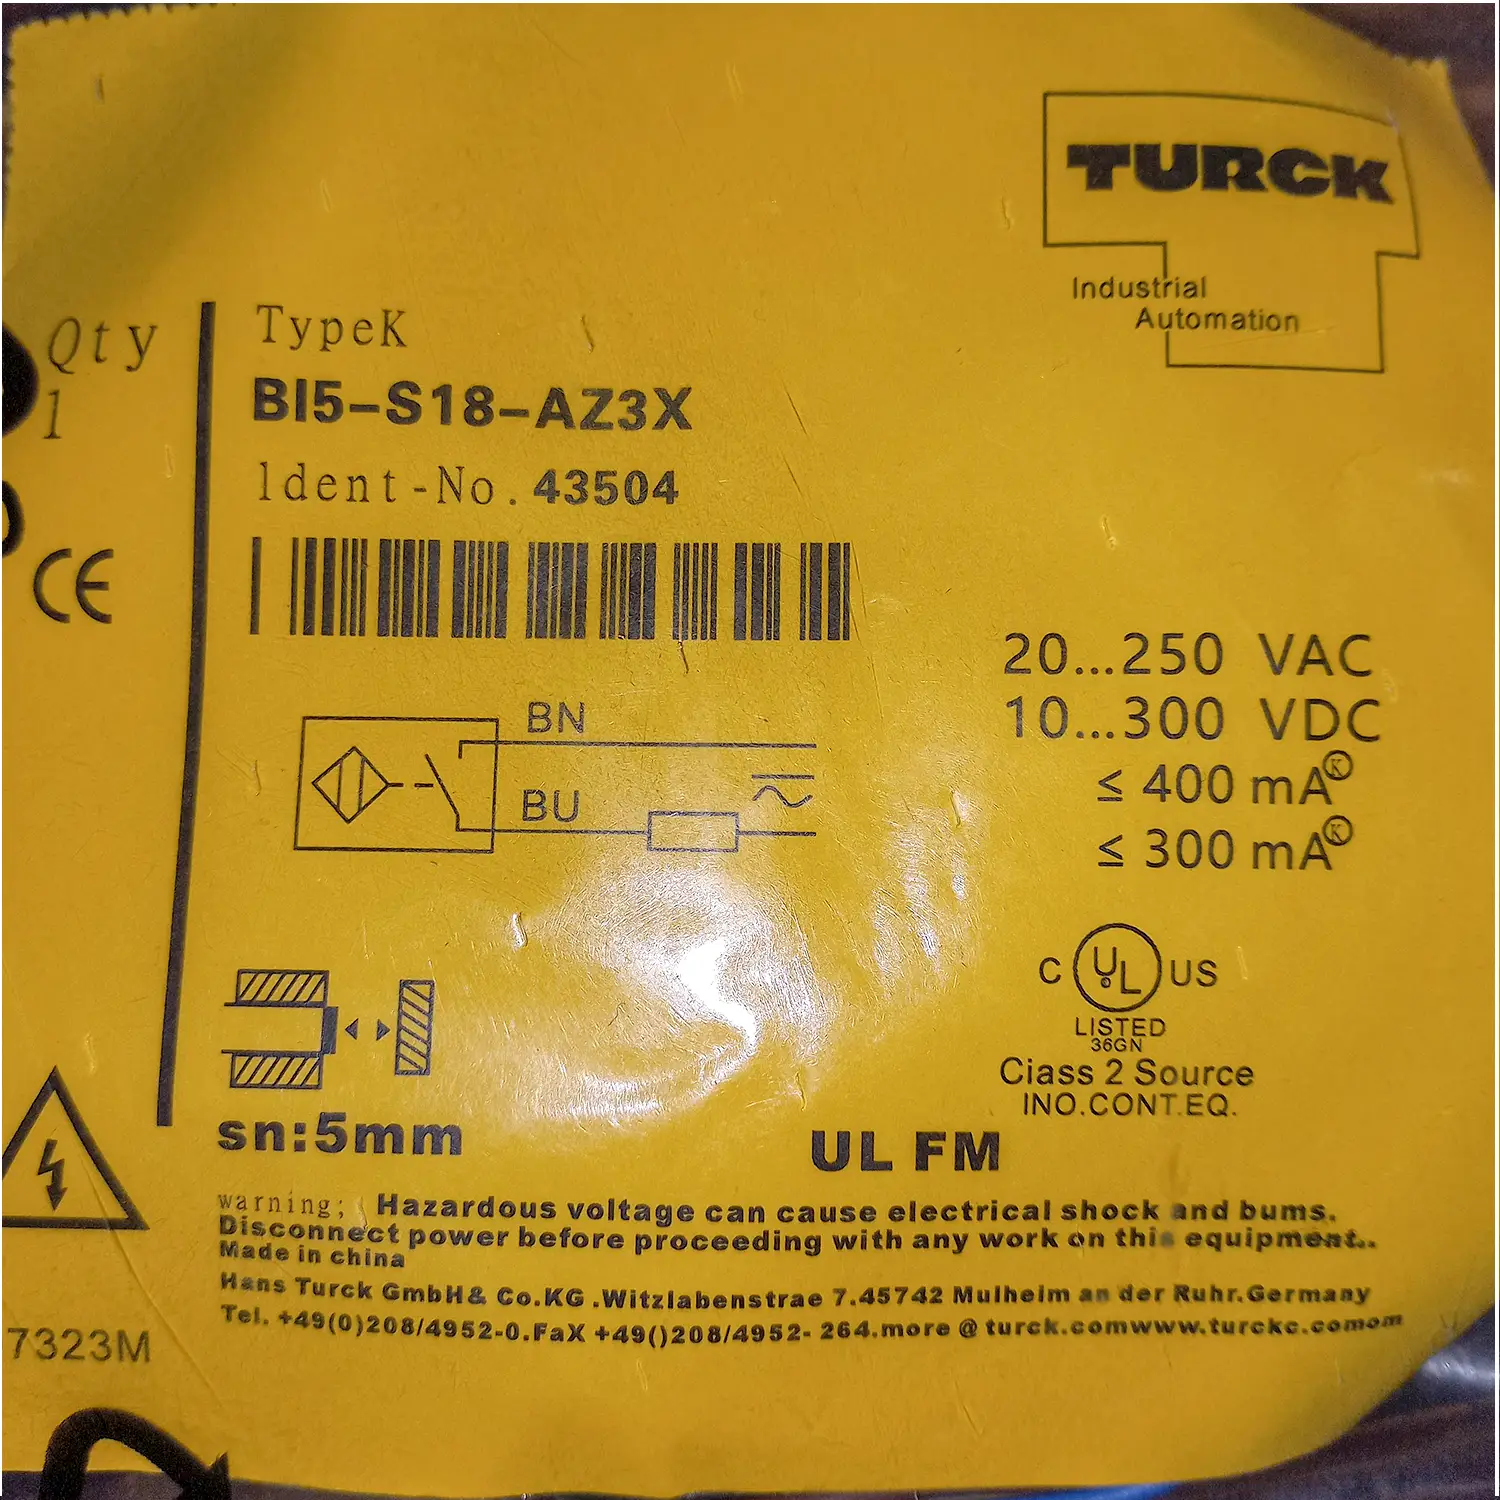 TURCK
Industrial
Automation
Qty
1
TypeK
BI5-S18-AZ3X
ldent-No. 43504
CE
20...250 VAC
10...300 VDC
≤ 400 mA Ⓚ
≤ 300 mA Ⓚ
BN
BU
C UL US
LISTED
36GN
Ciass 2 Source
INO.CONT.EQ.
sn:5mm
UL FM
warning; Hazardous voltage can cause electrical shock and bums.
Disconnect power before proceeding with any work on this equipment..
Made in china
Hans Turck GmbH& Co.KG .Witzlabenstrae 7.45742 Mulheim an der Ruhr.Germany
Tel. +49(0)208/4952-0.FaX +49()208/4952- 264.more @ turck.comwww.turckc.comom
7323M